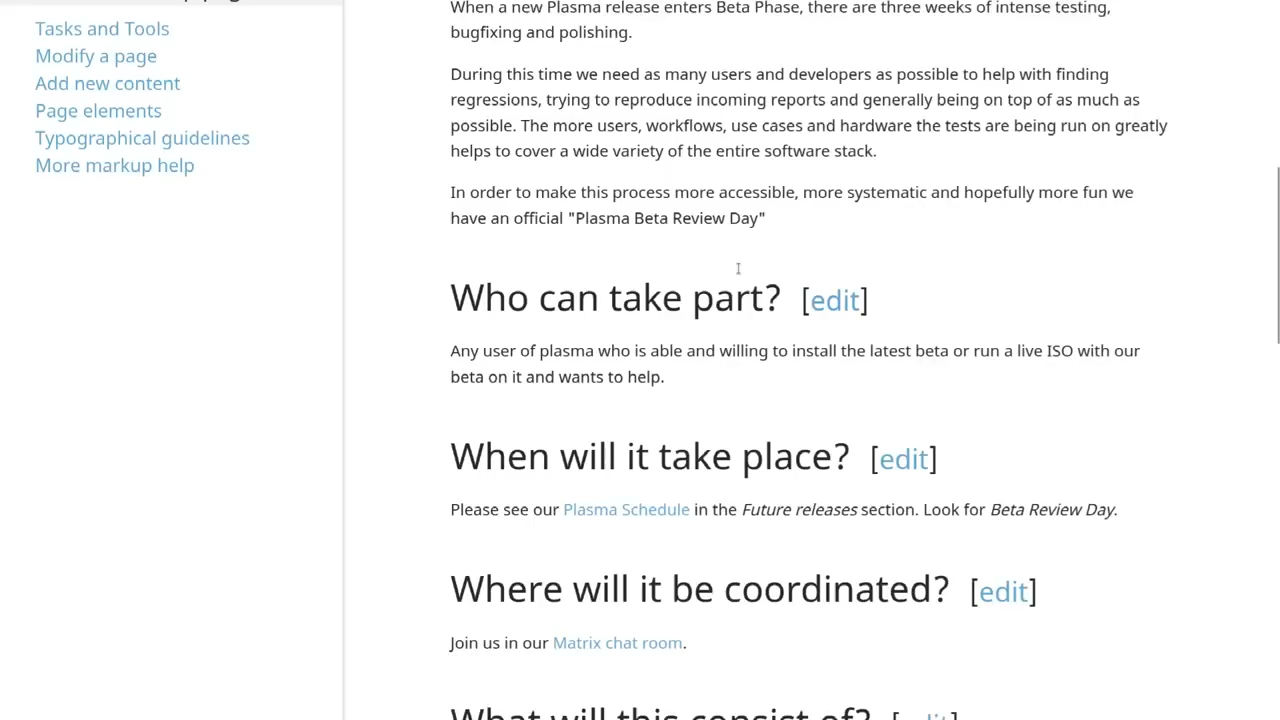 Tasks and Tools
Modify a page
Add new content
Page elements
Typographical guidelines
More markup help
When a new Plasma release enters Beta Phase, there are three weeks of intense testing,
bugfixing and polishing.
During this time we need as many users and developers as possible to help with finding
regressions, trying to reproduce incoming reports and generally being on top of as much as
possible. The more users, workflows, use cases and hardware the tests are being run on greatly
helps to cover a wide variety of the entire software stack.
In order to make this process more accessible, more systematic and hopefully more fun we
have an official "Plasma Beta Review Day"
Who can take part? [edit]
Any user of plasma who is able and willing to install the latest beta or run a live ISO with our
beta on it and wants to help.
When will it take place? [edit]
Please see our Plasma Schedule in the Future releases section. Look for Beta Review Day.
Where will it be coordinated? [edit]
Join us in our Matrix chat room.
What will this consist of? [edit]